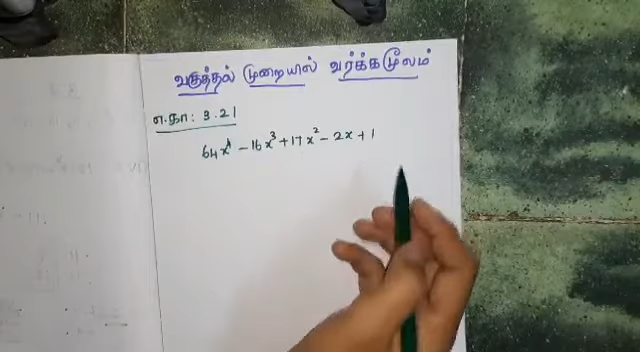 வகுத்தல் முறையில் வர்க்கமூலம்
எ.கா: 3.21
64x⁴ - 16x³ + 17x² - 2x + 1